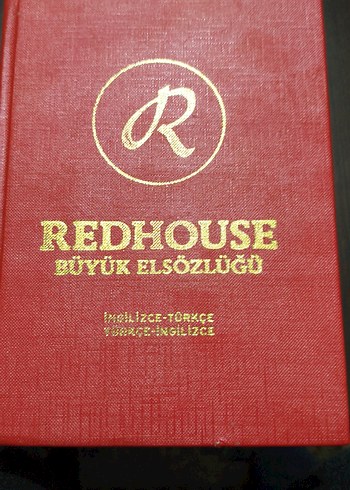 R
REDHOUSE
BÜYÜK ELSÖZLÜĞÜ
İNGİLİZCE-TÜRKÇE
TÜRKÇE-İNGİLİZCE